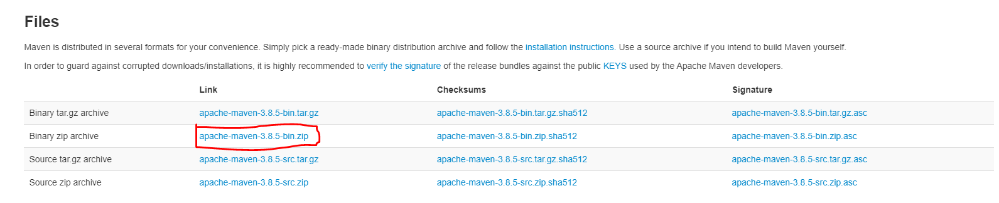 Files
Maven is distributed in several formats for your convenience. Simply pick a ready-made binary distribution archive and follow the installation instructions. Use a source archive if you intend to build Maven yourself.
In order to guard against corrupted downloads/installations, it is highly recommended to verify the signature of the release bundles against the public KEYS used by the Apache Maven developers.
Link Checksums Signature
Binary tar.gz archive apache-maven-3.8.5-bin.tar.gz apache-maven-3.8.5-bin.tar.gz.sha512 apache-maven-3.8.5-bin.tar.gz.asc
Binary zip archive apache-maven-3.8.5-bin.zip apache-maven-3.8.5-bin.zip.sha512 apache-maven-3.8.5-bin.zip.asc
Source tar.gz archive apache-maven-3.8.5-src.tar.gz apache-maven-3.8.5-src.tar.gz.sha512 apache-maven-3.8.5-src.tar.gz.asc
Source zip archive apache-maven-3.8.5-src.zip apache-maven-3.8.5-src.zip.sha512 apache-maven-3.8.5-src.zip.asc